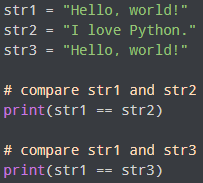 str1 = "Hello, world!"
str2 = "I love Python."
str3 = "Hello, world!"
# compare str1 and str2
print(str1 == str2)
# compare str1 and str3
print(str1 == str3)